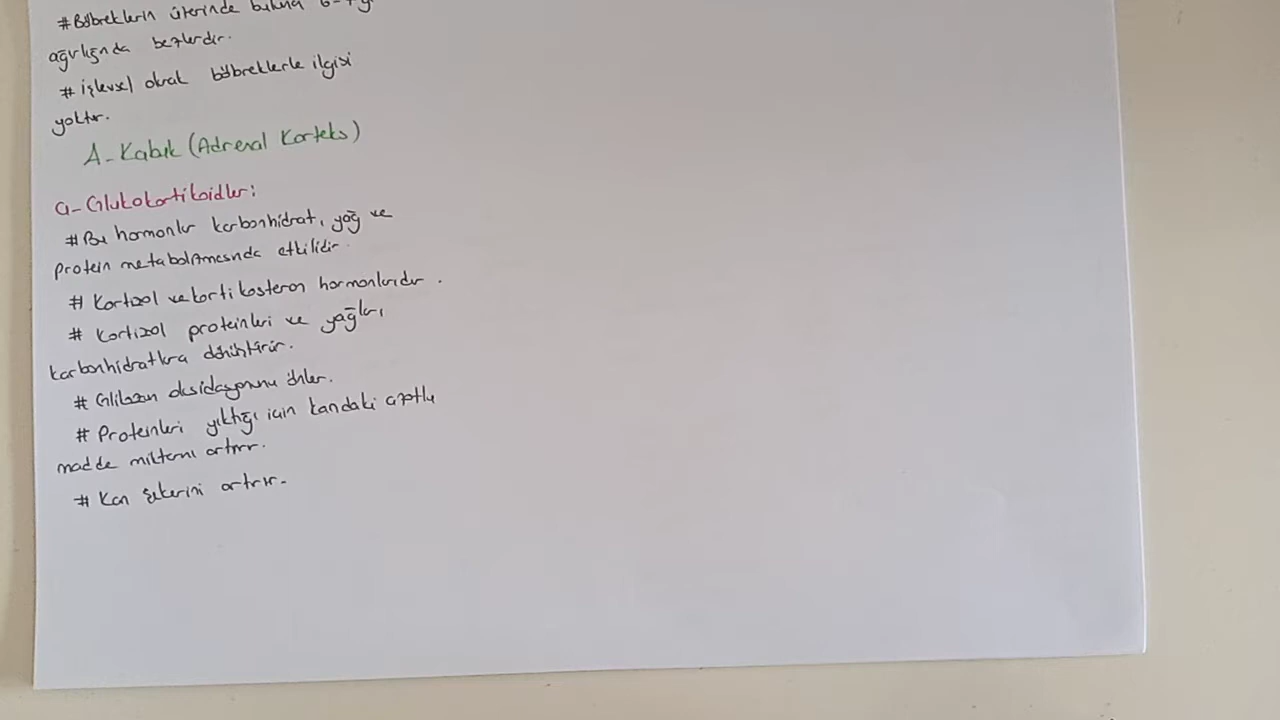 #Böbreklerin üzerinde bulunan 6-7 g
ağırlığında bezlerdir.
# İşlevsel olarak böbreklerle ilgisi
yoktur.
A-Kabuk (Adrenal Korteks)
a-Glukokortikoidler:
#Bu hormonlar karbonhidrat, yağ ve
protein metabolizmasında etkilidir.
# Kortizol ve kortikosteron hormonlarıdır.
# Kortizol proteinleri ve yağları
karbonhidratlara dönüştürür.
# Glikozun oksidasyonunu önler.
# Proteinleri yıktığı için kandaki azotlu
madde miktarını artırır.
# Kan şekerini artırır.